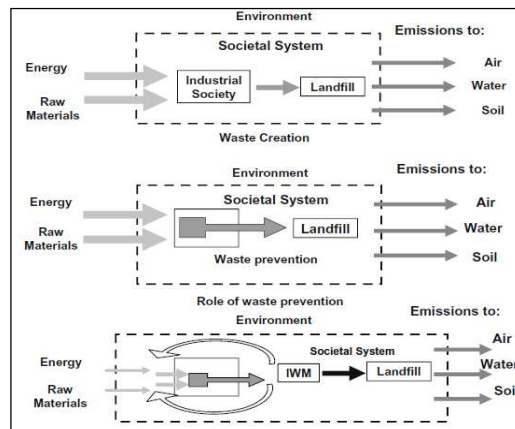 Environment
Emissions to:
Societal System
Energy
Air
Industrial
Society
Landfill
Water
Raw
Materials
Soil
Waste Creation
Environment
Emissions to:
Societal System
Energy
Air
Landfill
Water
Raw
Materials
Waste prevention
Soil
Role of waste prevention
Environment
Emissions to:
Air
Societal System
Energy
Water
IWM
Landfill
Raw
Materials
Soil